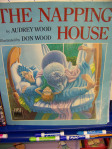 THE NAPPING
HOUSE
by AUDREY WOOD
Illustrated by DON WOOD